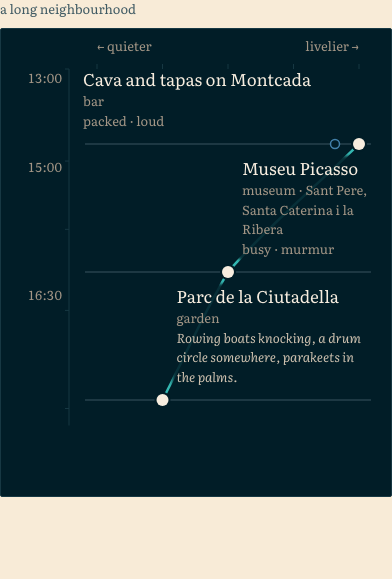 a long neighbourhood
← quieter
livelier →
13:00
Cava and tapas on Montcada
bar
packed · loud
15:00
Museu Picasso
museum · Sant Pere,
Santa Caterina i la
Ribera
busy · murmur
16:30
Parc de la Ciutadella
garden
Rowing boats knocking, a drum
circle somewhere, parakeets in
the palms.